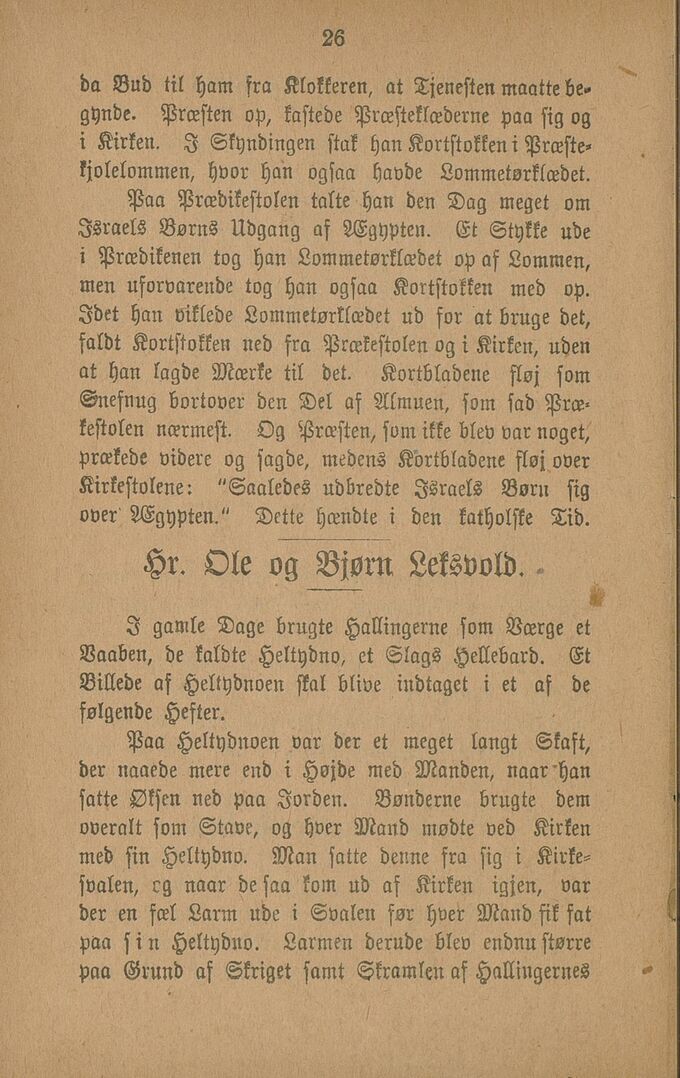 26
da Bud til ham fra Klokkeren, at Tjenesten maatte be-
gynde. Præsten op, kastede Præsteklæderne paa sig og
i Kirken. I Skyndingen stak han Kortstokken i Præste-
kjolelommen, hvor han ogsaa havde Lommetørklædet.
Paa Prædikestolen talte han den Dag meget om
Israels Børns Udgang af Ægypten. Et Stykke ude
i Prædikenen tog han Lommetørklædet op af Lommen,
men uforvarende tog han ogsaa Kortstokken med op.
Idet han viklede Lommetørklædet ud for at bruge det,
faldt Kortstokken ned fra Prækestolen og i Kirken, uden
at han lagde Mærke til det. Kortbladene fløj som
Snefnug bortover den Del af Almuen, som sad Præ-
kestolen nærmest. Og Præsten, som ikke blev var noget,
prækede videre og sagde, medens Kortbladene fløj over
Kirkestolene: "Saaledes udbredte Israels Børn sig
over Ægypten." Dette hændte i den katholske Tid.
Hr. Ole og Bjørn Leksvold.
I gamle Dage brugte Hallingerne som Værge et
Vaaben, de kaldte Heltydno, et Slags Hellebard. Et
Billede af Heltydnoen skal blive indtaget i et af de
følgende Hefter.
Paa Heltydnoen var der et meget langt Skaft,
der naaede mere end i Højde med Manden, naar han
satte Øksen ned paa Jorden. Bønderne brugte dem
overalt som Stave, og hver Mand mødte ved Kirken
med sin Heltydno. Man satte denne fra sig i Kirke-
svalen, og naar de saa kom ud af Kirken igjen, var
der en fæl Larm ude i Svalen før hver Mand fik fat
paa sin Heltydno. Larmen derude blev endnu større
paa Grund af Skriget samt Skramlen af Hallingernes